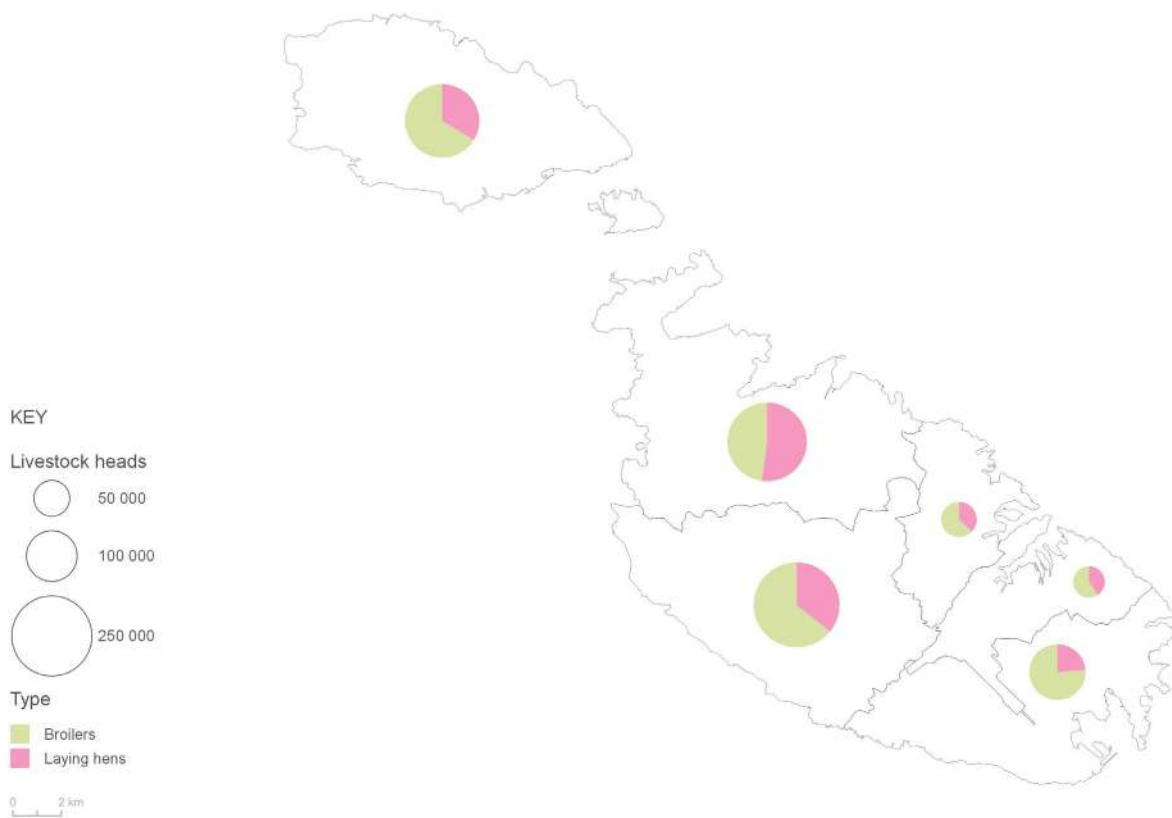 KEY
Livestock heads
50 000
100 000
250 000
Type
Broilers
Laying hens
0 2 km